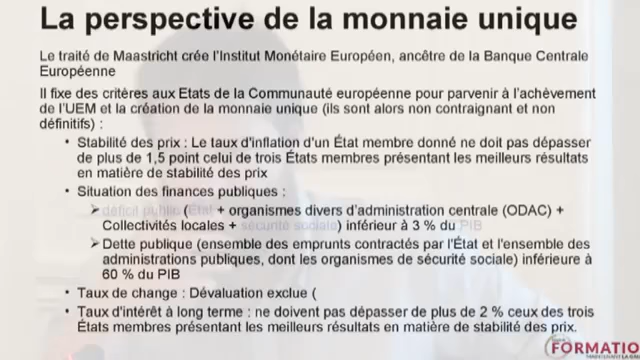 La perspective de la monnaie unique
Le traité de Maastricht crée l'Institut Monétaire Européen, ancêtre de la Banque Centrale
Européenne
Il fixe des critères aux Etats de la Communauté européenne pour parvenir à l'achèvement
de l'UEM et la création de la monnaie unique (ils sont alors non contraignant et non
définitifs) :
• Stabilité des prix : Le taux d'inflation d'un État membre donné ne doit pas dépasser
de plus de 1,5 point celui de trois États membres présentant les meilleurs résultats
en matière de stabilité des prix
• Situation des finances publiques :
➢ déficit public (État + organismes divers d'administration centrale (ODAC) +
Collectivités locales + sécurité sociale) inférieur à 3 % du PIB
➢ Dette publique (ensemble des emprunts contractés par l'État et l'ensemble des
administrations publiques, dont les organismes de sécurité sociale) inférieure à
60 % du PIB
• Taux de change : Dévaluation exclue (
• Taux d'intérêt à long terme : ne doivent pas dépasser de plus de 2 % ceux des trois
États membres présentant les meilleurs résultats en matière de stabilité des prix.
FORMATIO